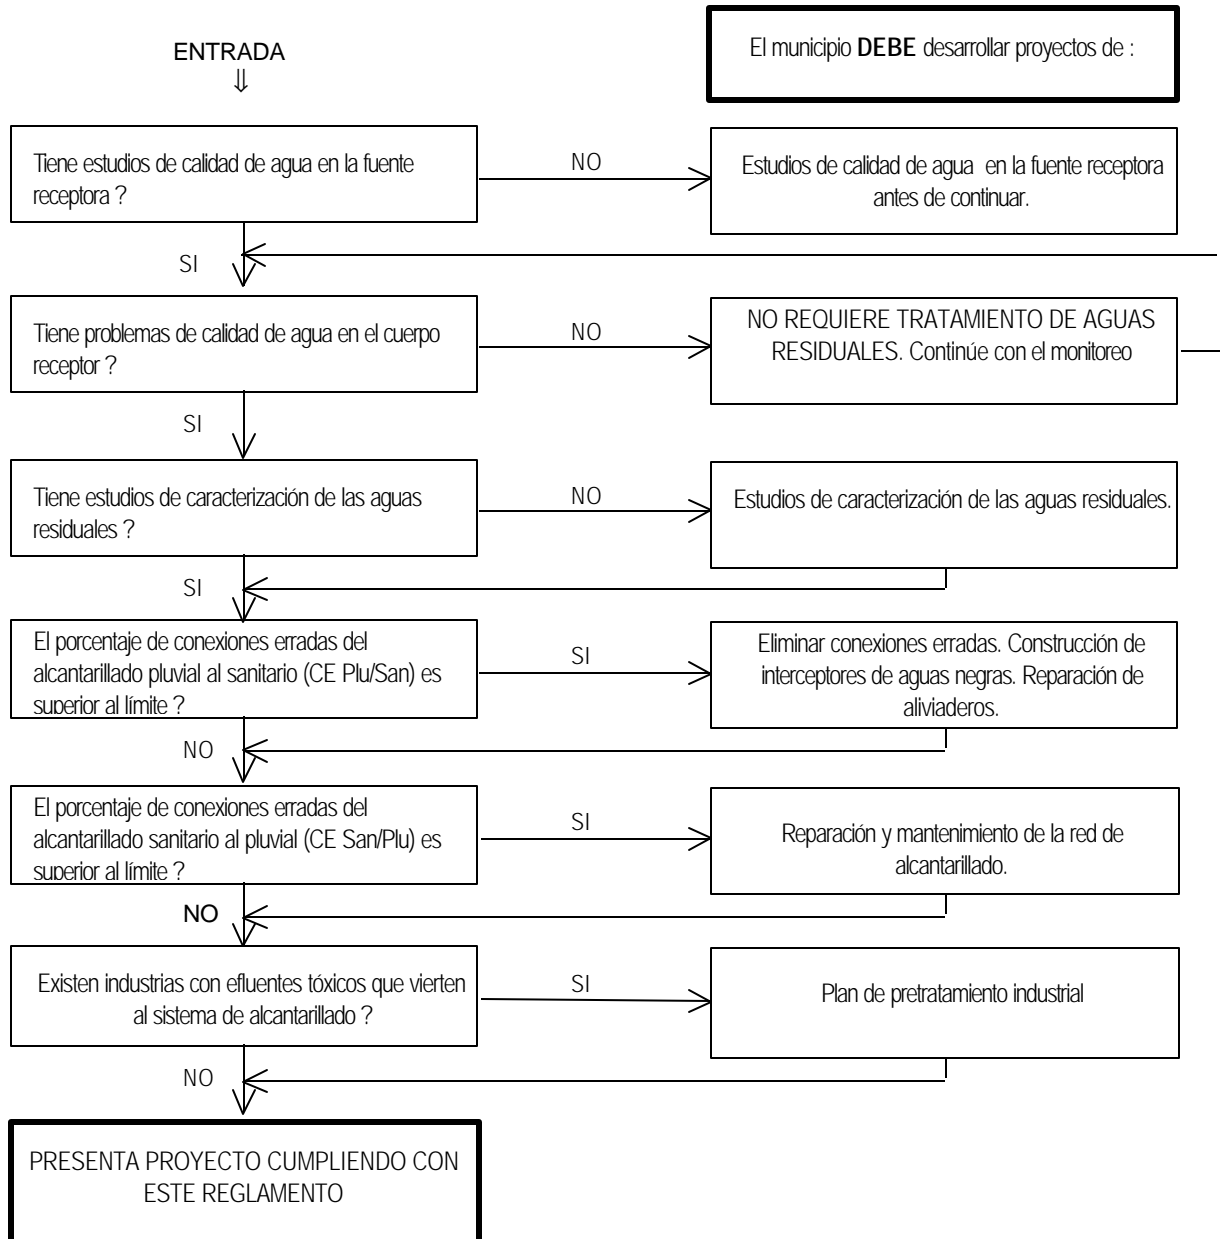 ENTRADA
⇓
El municipio DEBE desarrollar proyectos de :
Tiene estudios de calidad de agua en la fuente
receptora ?
NO
Estudios de calidad de agua en la fuente receptora
antes de continuar.
SI
Tiene problemas de calidad de agua en el cuerpo
receptor ?
NO
NO REQUIERE TRATAMIENTO DE AGUAS
RESIDUALES. Continúe con el monitoreo
SI
Tiene estudios de caracterización de las aguas
residuales ?
NO
Estudios de caracterización de las aguas residuales.
SI
El porcentaje de conexiones erradas del
alcantarillado pluvial al sanitario (CE Plu/San) es
superior al límite ?
SI
Eliminar conexiones erradas. Construcción de
interceptores de aguas negras. Reparación de
aliviaderos.
NO
El porcentaje de conexiones erradas del
alcantarillado sanitario al pluvial (CE San/Plu) es
superior al límite ?
SI
Reparación y mantenimiento de la red de
alcantarillado.
NO
Existen industrias con efluentes tóxicos que vierten
al sistema de alcantarillado ?
SI
Plan de pretratamiento industrial
NO
PRESENTA PROYECTO CUMPLIENDO CON
ESTE REGLAMENTO